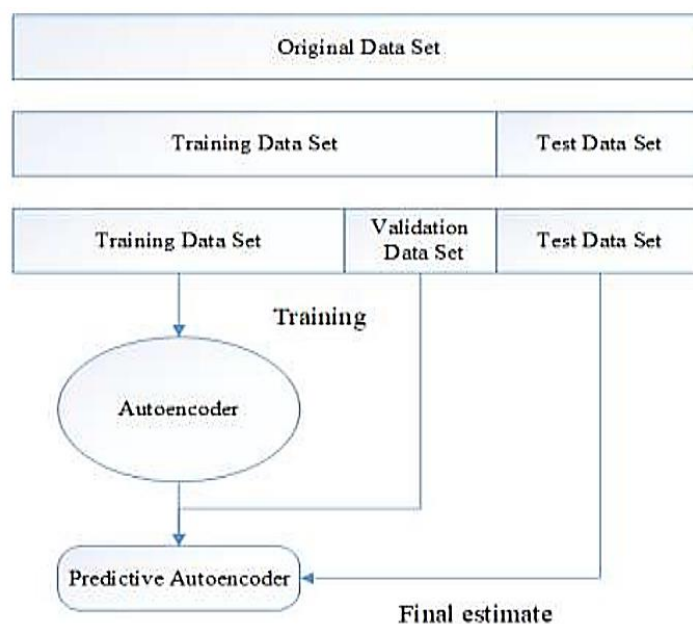 Original Data Set
Training Data Set
Test Data Set
Training Data Set
Validation
Data Set
Test Data Set
Training
Autoencoder
Predictive Autoencoder
Final estimate